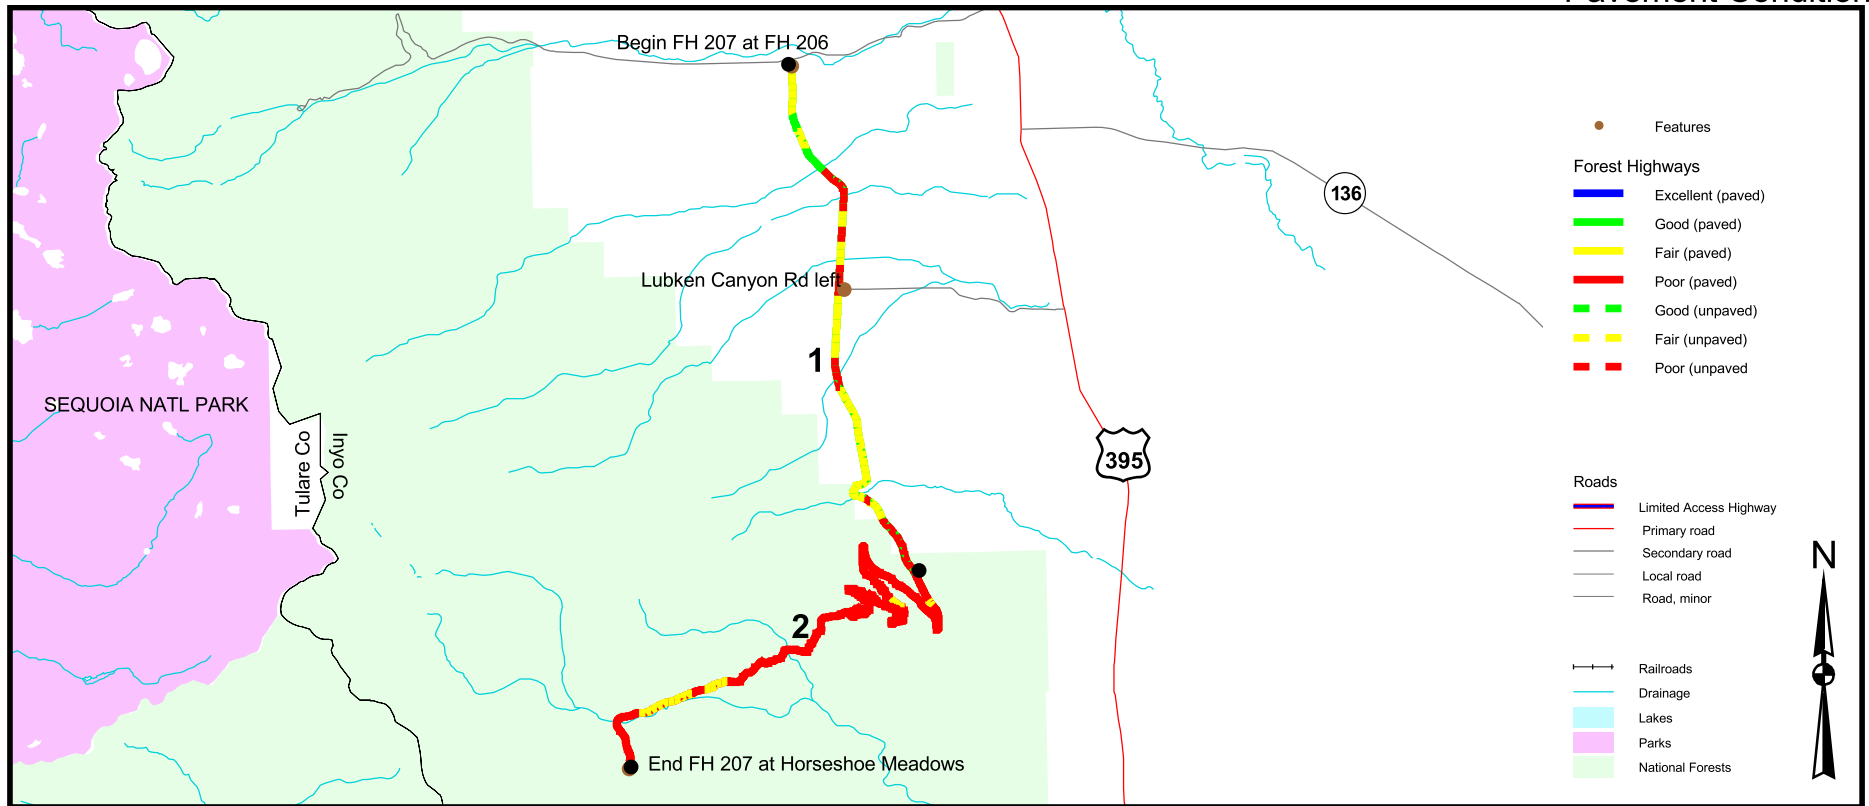 Pavement Condition
Begin FH 207 at FH 206
Features
Forest Highways
Excellent (paved)
136
Good (paved)
Fair (paved)
Lubken Canyon Rd left
Poor (paved)
Good (unpaved)
Fair (unpaved)
1
Poor (unpaved
SEQUOIA NATL PARK
Tulare Co
Inyo Co
395
Roads
Limited Access Highway
Primary road
Secondary road
N
Local road
Road, minor
2
Railroads
Drainage
Lakes
Parks
End FH 207 at Horseshoe Meadows
National Forests